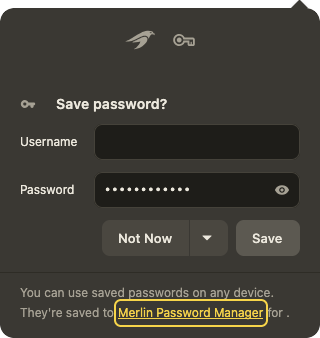 Save password?
Username
Password
••••••••••••
Not Now
Save
You can use saved passwords on any device.
They're saved to Merlin Password Manager for .